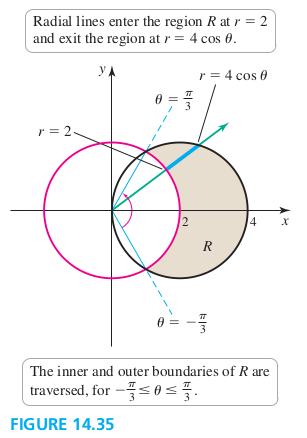 Radial lines enter the region R at r = 2
and exit the region at r = 4 cos θ.
y
r = 4 cos θ
θ = π/3
r = 2
2
4
x
R
θ = −π/3
The inner and outer boundaries of R are
traversed, for −π/3 ≤ θ ≤ π/3.
FIGURE 14.35